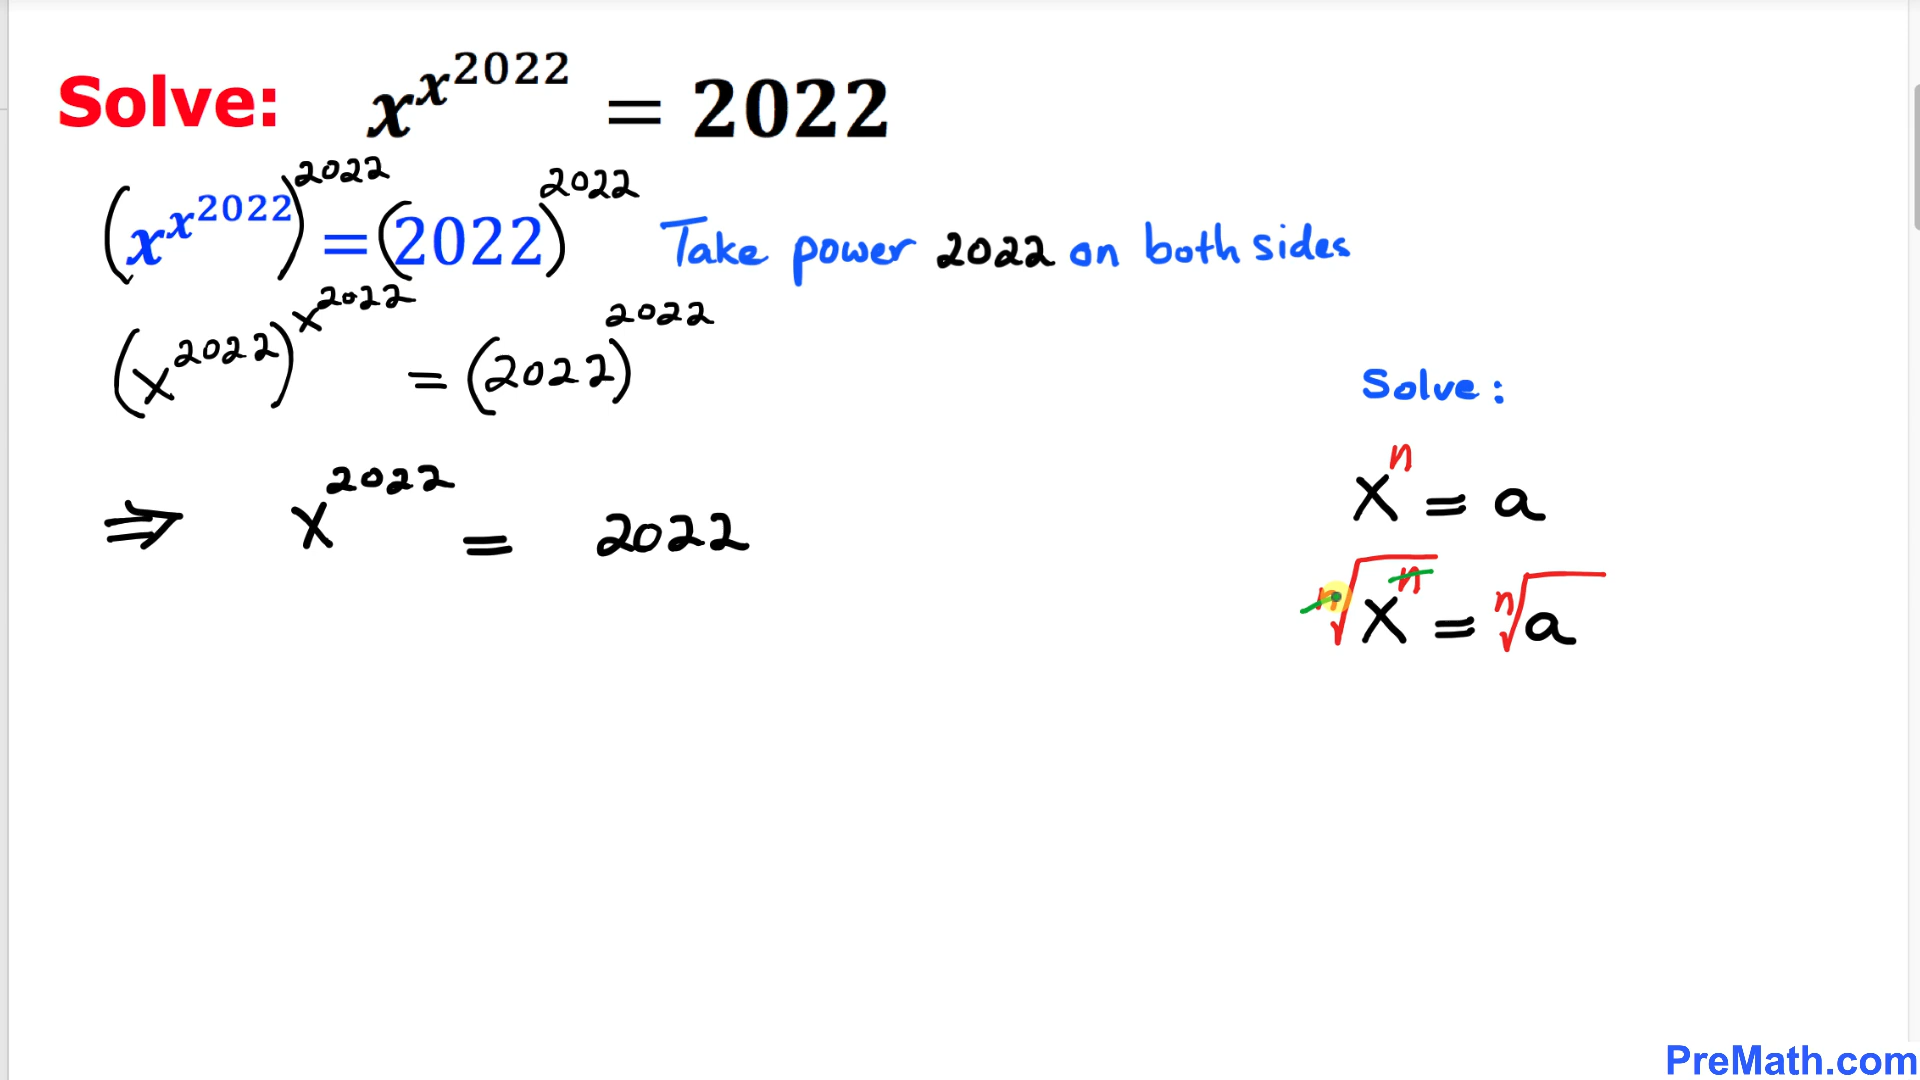 Solve: x^{x^{2022}} = 2022
(x^{x^{2022}})^{2022} = (2022)^{2022} Take power 2022 on both sides
(x^{2022})^{x^{2022}} = (2022)^{2022}
⇒ x^{2022} = 2022
Solve:
x^n = a
ⁿ√x^n = ⁿ√a
PreMath.com